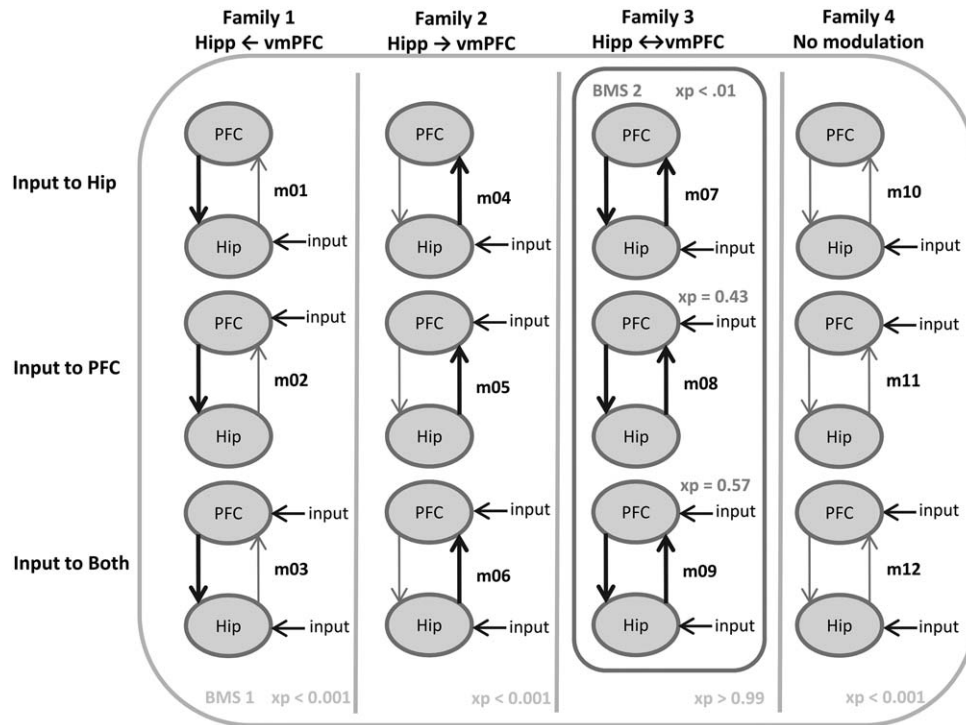 Family 1
Hipp ← vmPFC
Family 2
Hipp → vmPFC
Family 3
Hipp ↔vmPFC
Family 4
No modulation
BMS 2 xp < .01
Input to Hip
PFC
m01
Hip
input
PFC
m04
Hip
input
PFC
m07
Hip
input
PFC
m10
Hip
input
Input to PFC
PFC
input
m02
Hip
PFC
input
m05
Hip
xp = 0.43
PFC
input
m08
Hip
PFC
input
m11
Hip
Input to Both
PFC
input
m03
Hip
input
PFC
input
m06
Hip
input
xp = 0.57
PFC
input
m09
Hip
input
PFC
input
m12
Hip
input
BMS 1 xp < 0.001
xp < 0.001
xp > 0.99
xp < 0.001